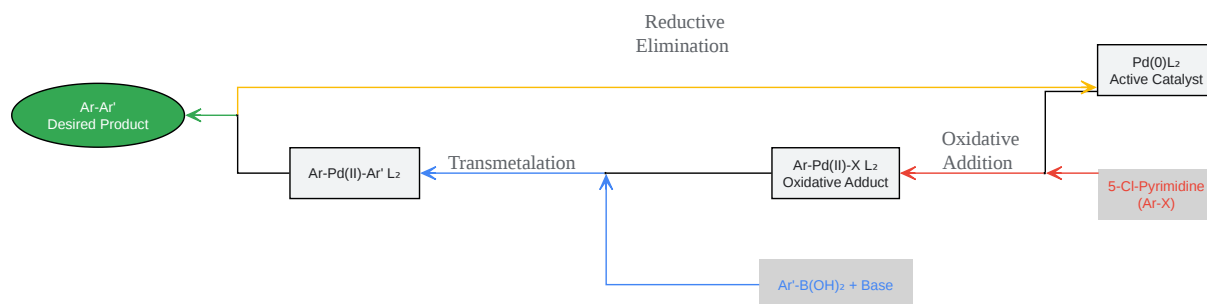 Reductive
Elimination
Pd(0)L₂
Active Catalyst
Ar-Ar'
Desired Product
Ar-Pd(II)-Ar' L₂
Transmetalation
Ar-Pd(II)-X L₂
Oxidative Adduct
Oxidative
Addition
5-Cl-Pyrimidine
(Ar-X)
Ar'-B(OH)₂ + Base